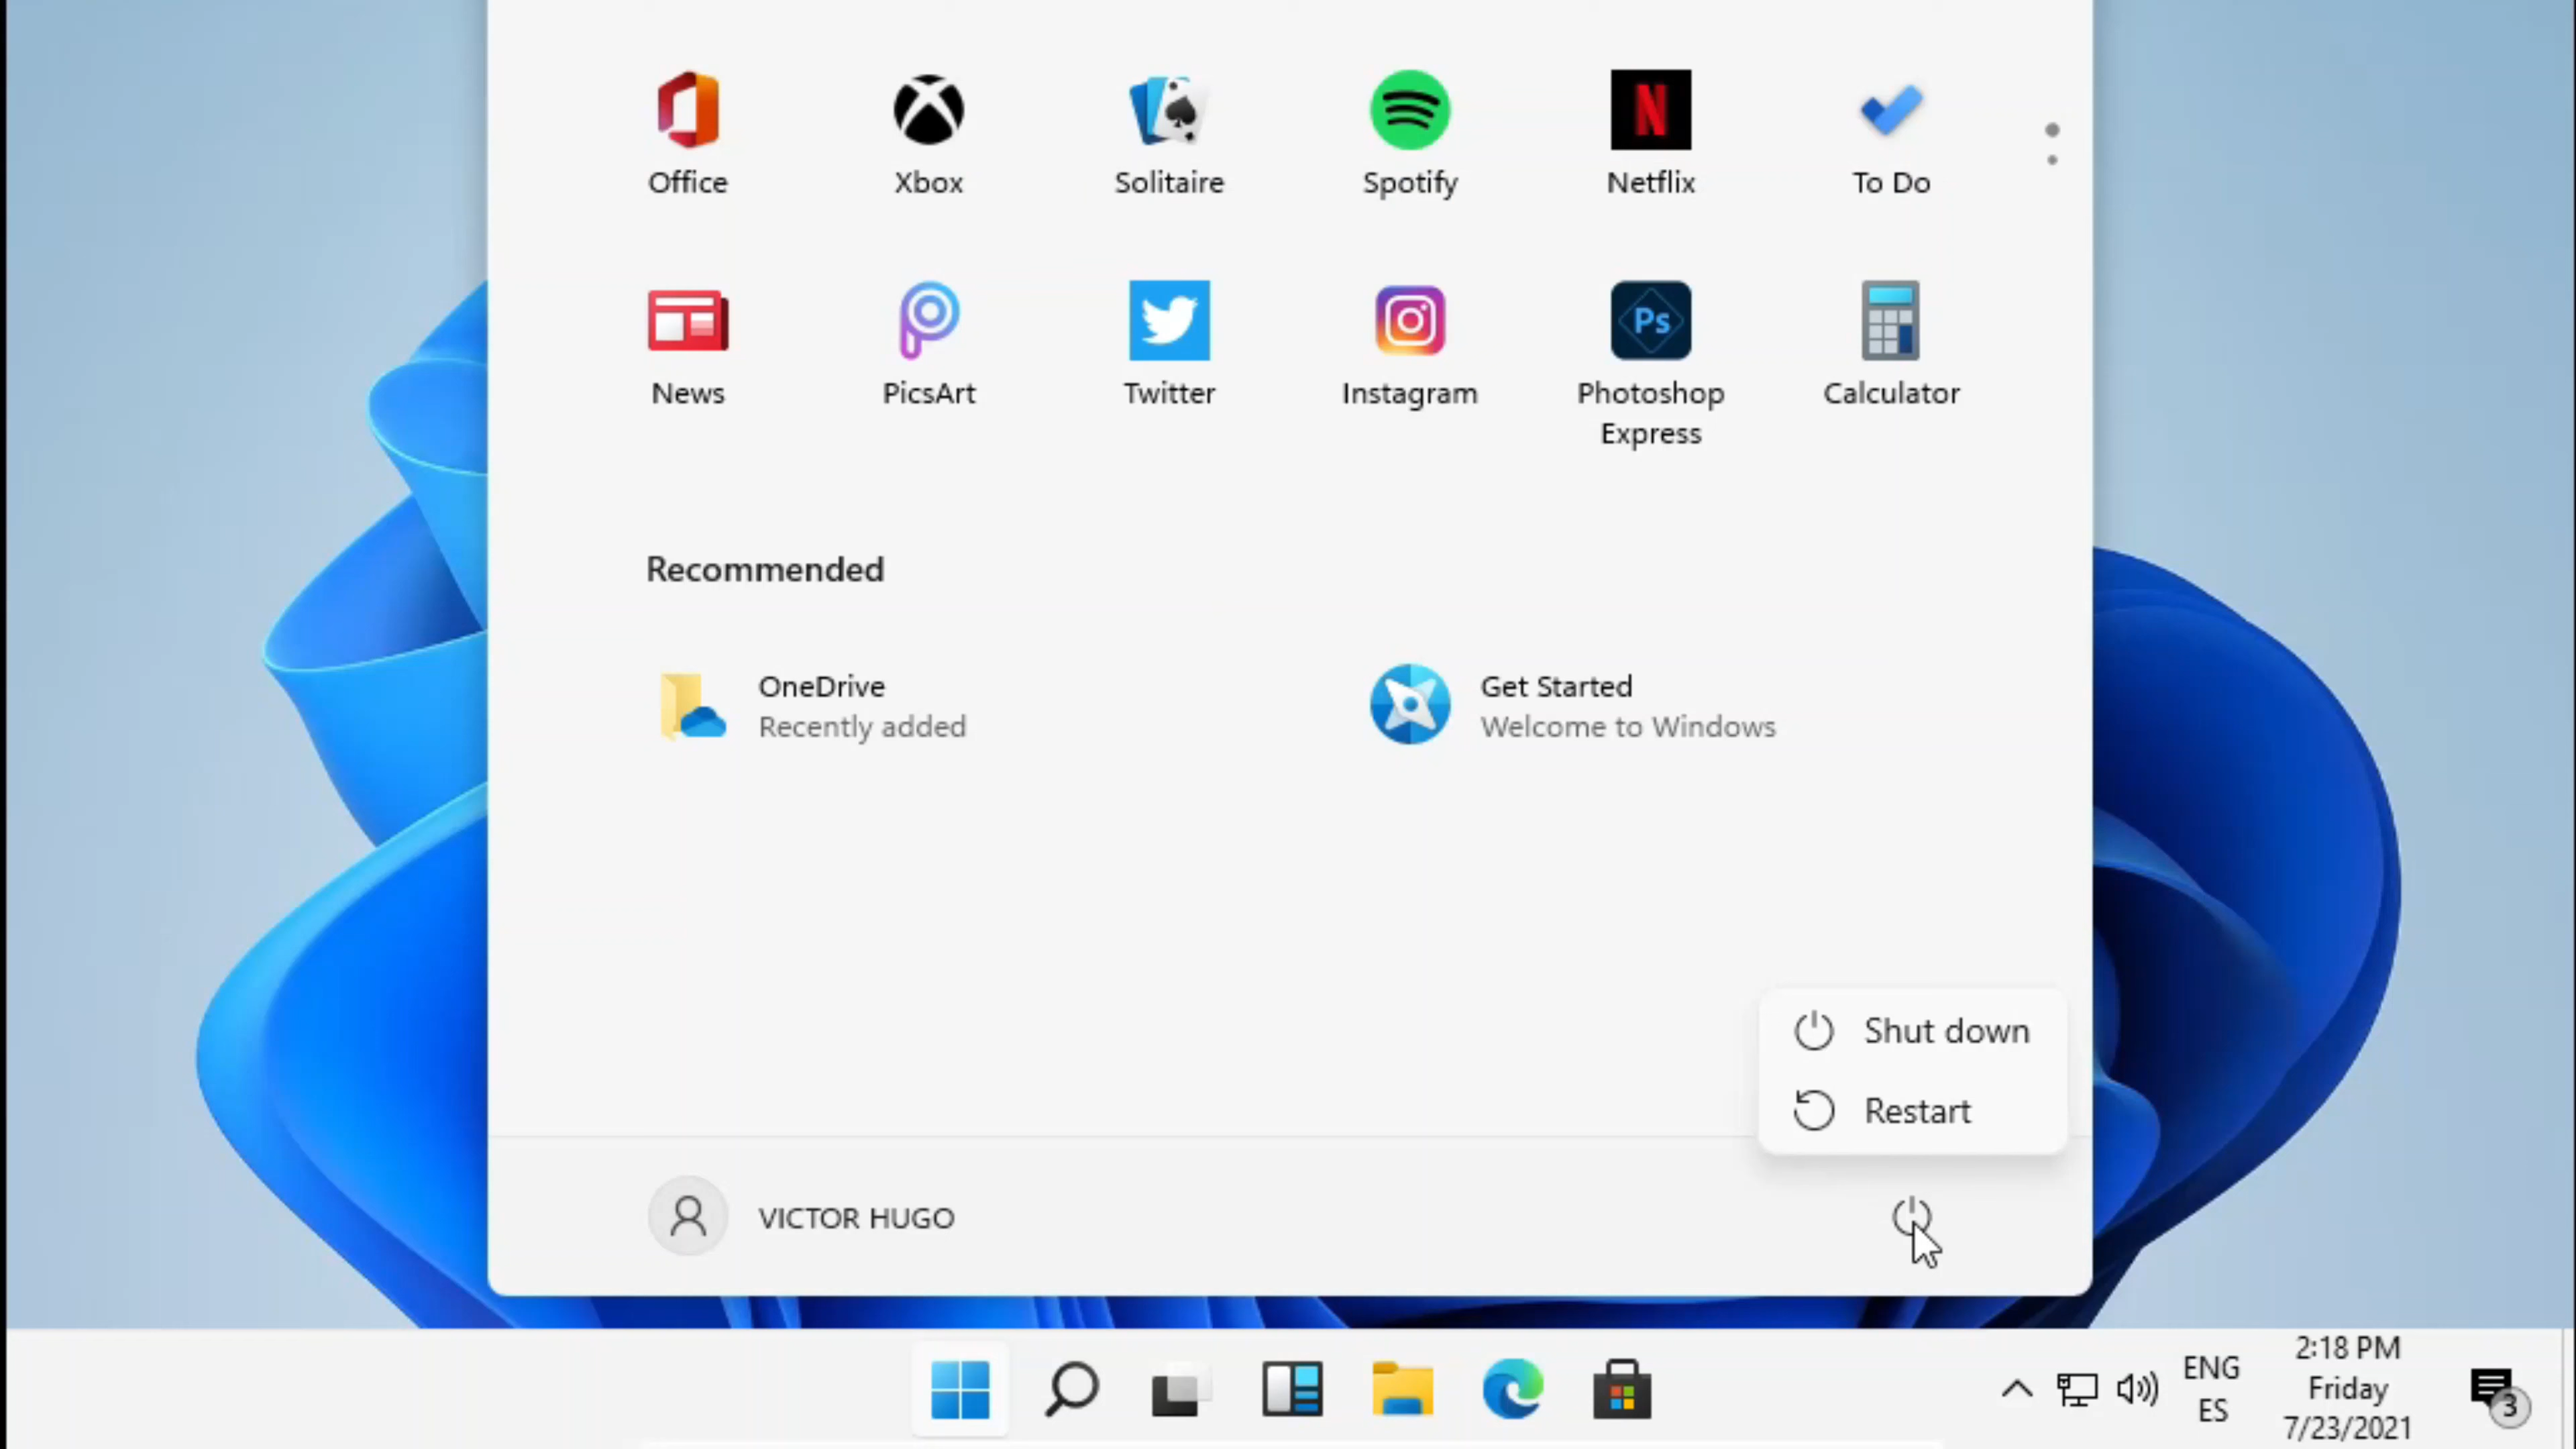 Office
Xbox
Solitaire
Spotify
Netflix
To Do
News
PicsArt
Twitter
Instagram
Ps
Photoshop
Express
Calculator
Recommended
OneDrive
Recently added
Get Started
Welcome to Windows
Shut down
Restart
VICTOR HUGO
ENG
ES
2:18 PM
Friday
7/23/2021
3